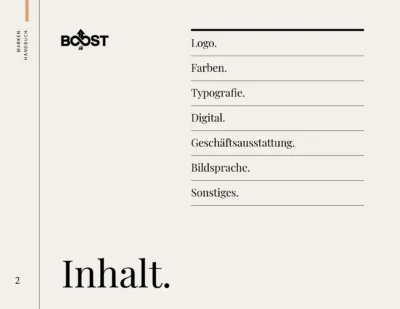 MARKEN
HANDBUCH.
BOOST
Logo.
Farben.
Typografie.
Digital.
Geschäftsausstattung.
Bildsprache.
Sonstiges.
Inhalt.
2